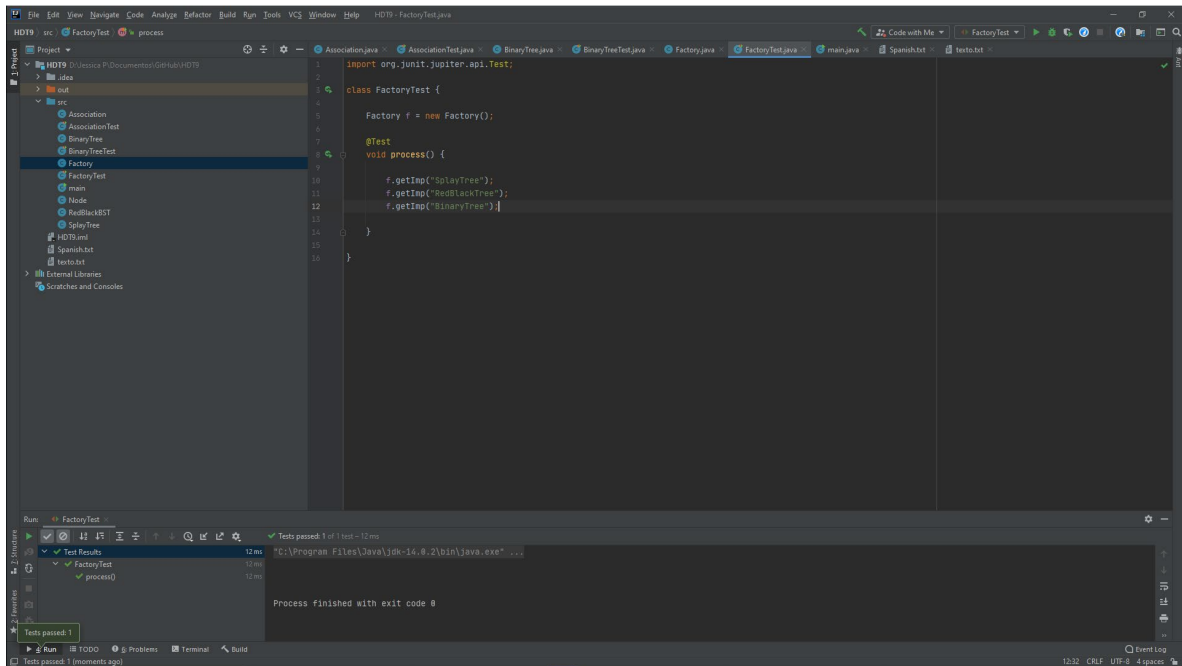 File Edit View Navigate Code Analyze Refactor Build Run Tools VCS Window Help HDT9 - FactoryTest.java
HDT9 src FactoryTest process
Code with Me FactoryTest
Project
Association.java AssociationTest.java BinaryTree.java BinaryTreeTest.java Factory.java FactoryTest.java main.java Spanish.txt texto.txt
1: Project
Ant
HDT9 D:\Jessica P\Documentos\GitHub\HDT9
.idea
out
src
Association
AssociationTest
BinaryTree
BinaryTreeTest
Factory
FactoryTest
main
Node
RedBlackBST
SplayTree
HDT9.iml
Spanish.txt
texto.txt
External Libraries
Scratches and Consoles
1 import org.junit.jupiter.api.Test;
2
3 class FactoryTest {
4
5 Factory f = new Factory();
6
7 @Test
8 void process() {
9
10 f.getImp("SplayTree");
11 f.getImp("RedBlackTree");
12 f.getImp("BinaryTree");
13
14 }
15
16 }
Run: FactoryTest
Tests passed: 1 of 1 test – 12 ms
Test Results 12 ms
FactoryTest 12 ms
process() 12 ms
"C:\Program Files\Java\jdk-14.0.2\bin\java.exe" ...
Process finished with exit code 0
Structure
2: Favorites
Tests passed: 1
4: Run TODO 6: Problems Terminal Build Event Log
Tests passed: 1 (moments ago) 12:32 CRLF UTF-8 4 spaces